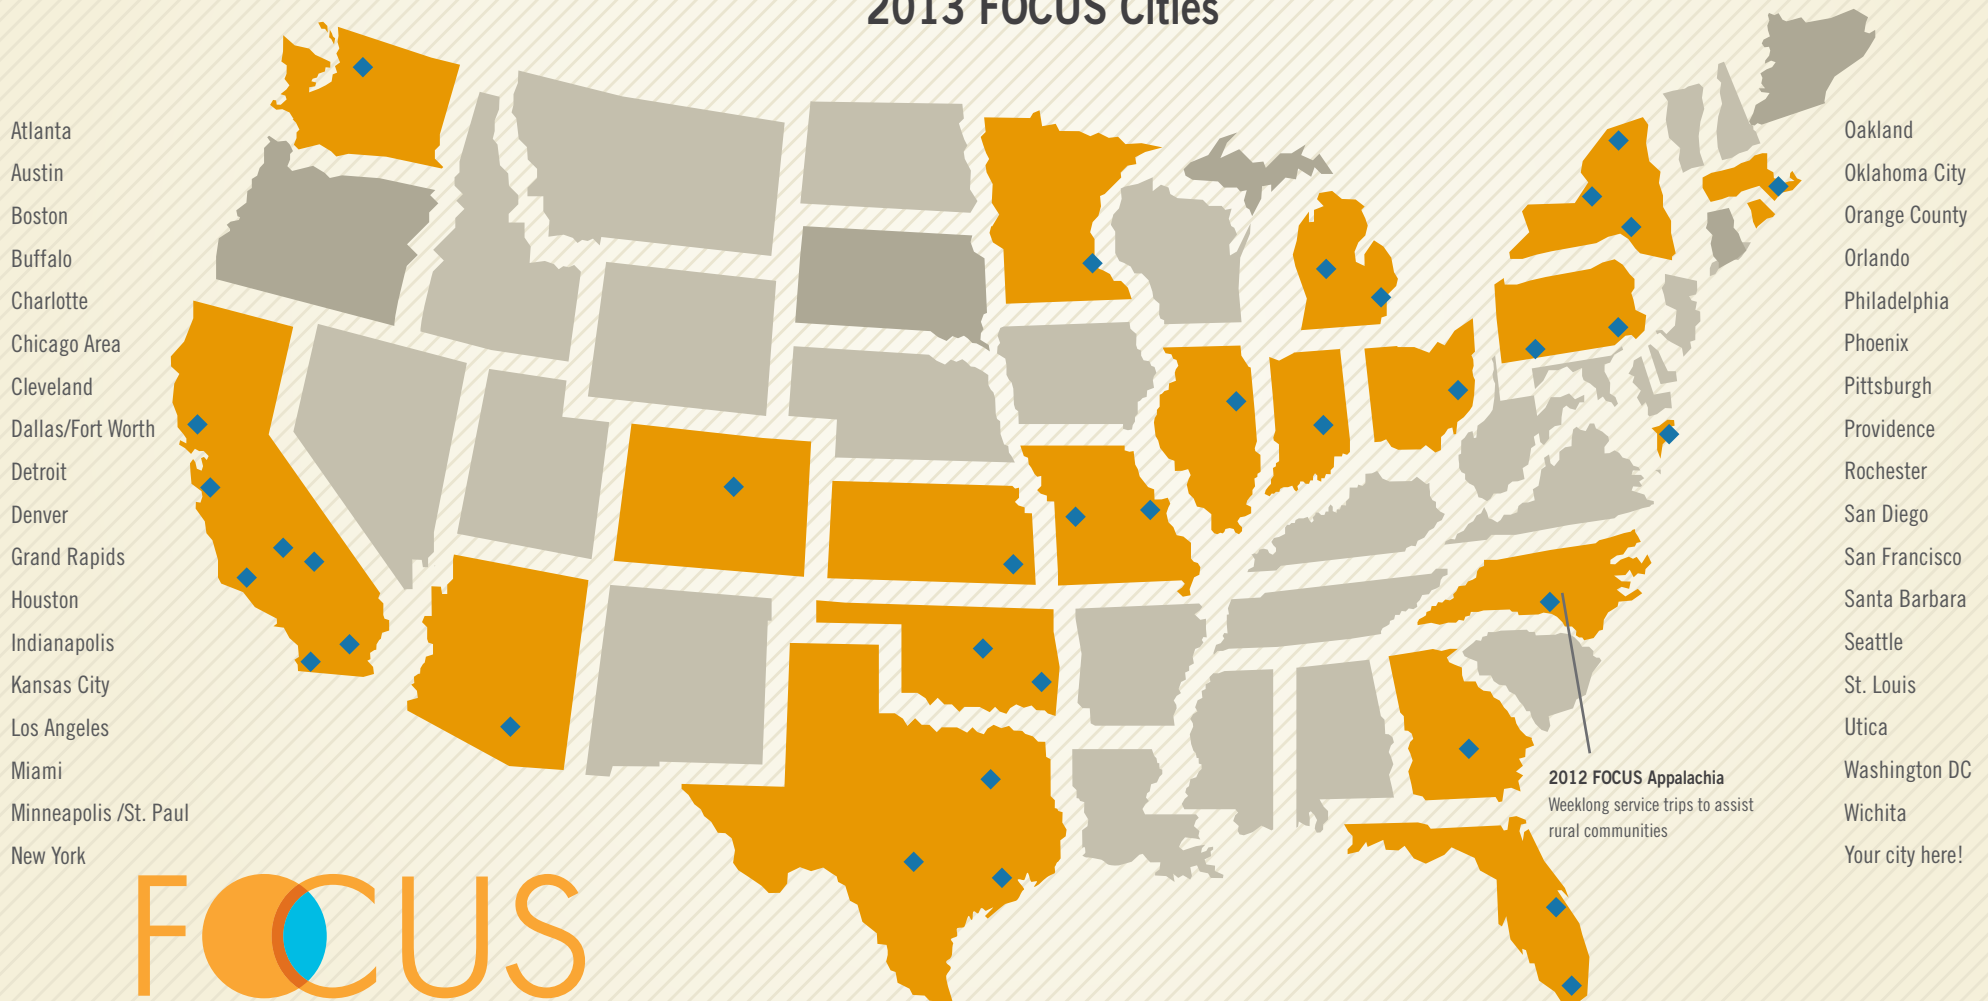 2013 FOCUS Cities
Atlanta
Austin
Boston
Buffalo
Charlotte
Chicago Area
Cleveland
Dallas/Fort Worth
Detroit
Denver
Grand Rapids
Houston
Indianapolis
Kansas City
Los Angeles
Miami
Minneapolis /St. Paul
New York
Oakland
Oklahoma City
Orange County
Orlando
Philadelphia
Phoenix
Pittsburgh
Providence
Rochester
San Diego
San Francisco
Santa Barbara
Seattle
St. Louis
Utica
Washington DC
Wichita
Your city here!
2012 FOCUS Appalachia
Weeklong service trips to assist
rural communities
FOCUS